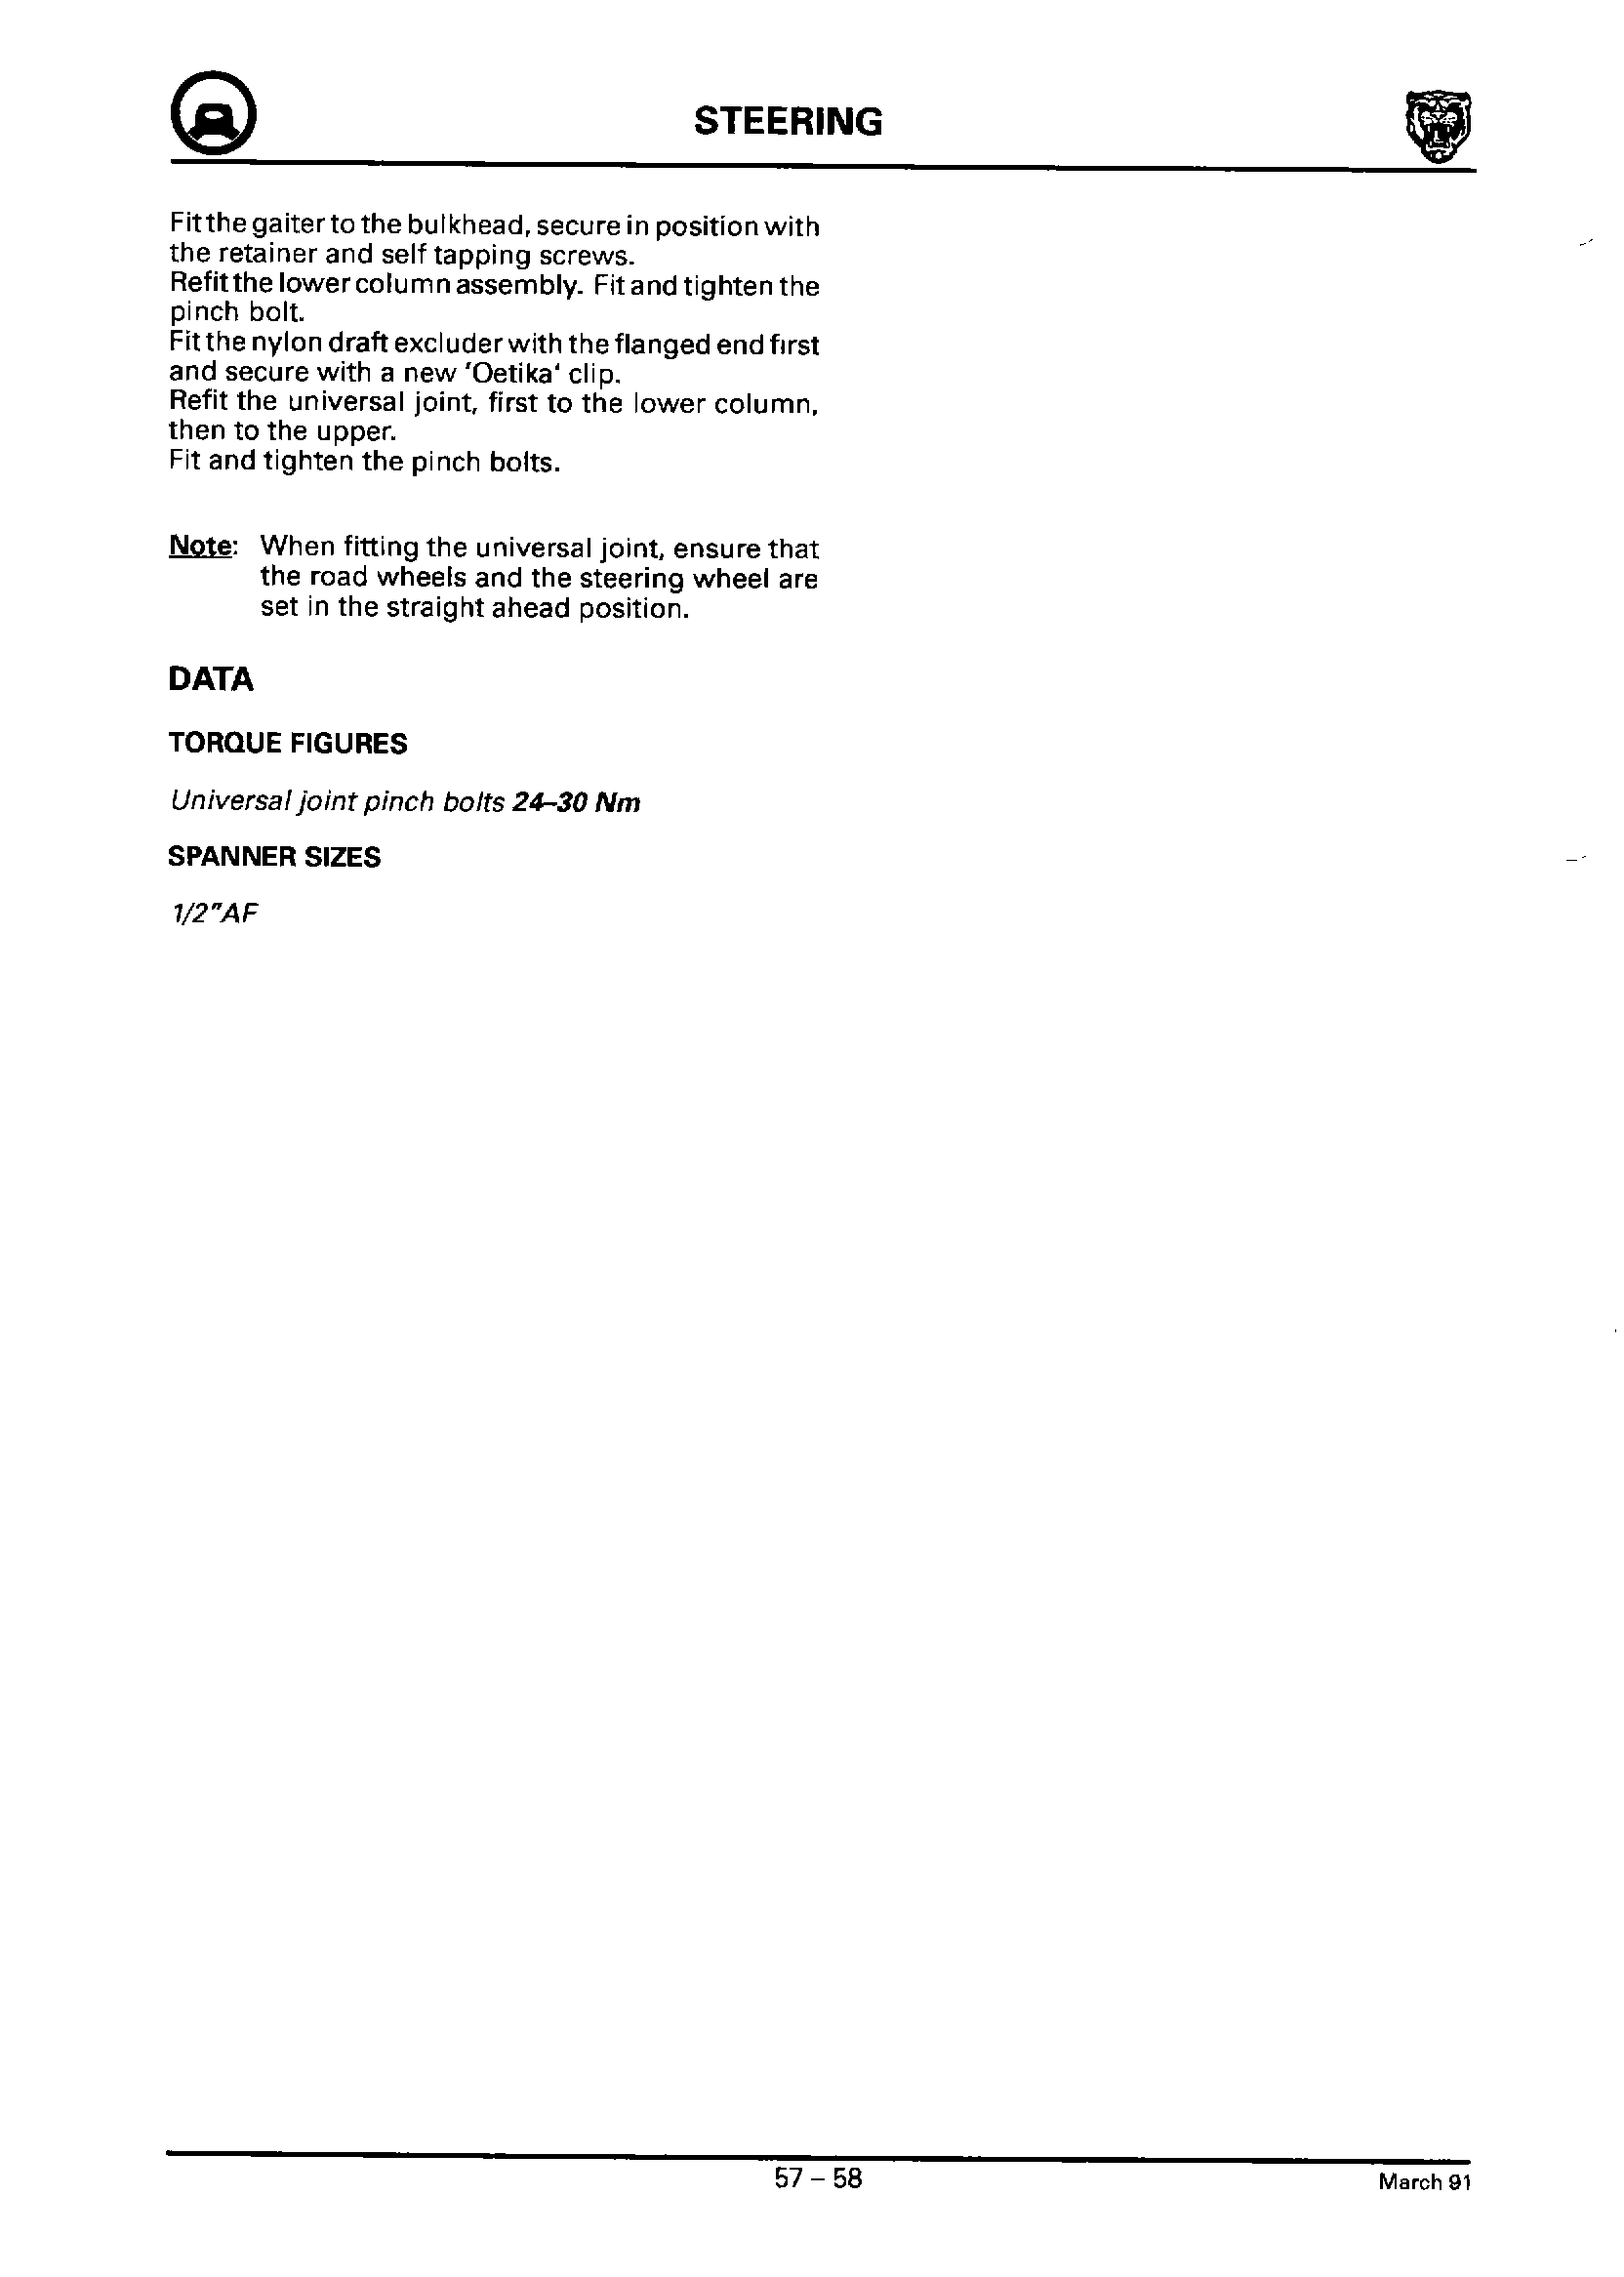 STEERING
Fit the gaiter to the bulkhead, secure in position with
the retainer and self tapping screws.
Refit the lower column assembly. Fit and tighten the
pinch bolt.
Fit the nylon draft excluder with the flanged end first
and secure with a new 'Oetika' clip.
Refit the universal joint, first to the lower column,
then to the upper.
Fit and tighten the pinch bolts.
Note: When fitting the universal joint, ensure that
the road wheels and the steering wheel are
set in the straight ahead position.
DATA
TORQUE FIGURES
Universal joint pinch bolts 24–30 Nm
SPANNER SIZES
1/2"AF
57 – 58
March 91